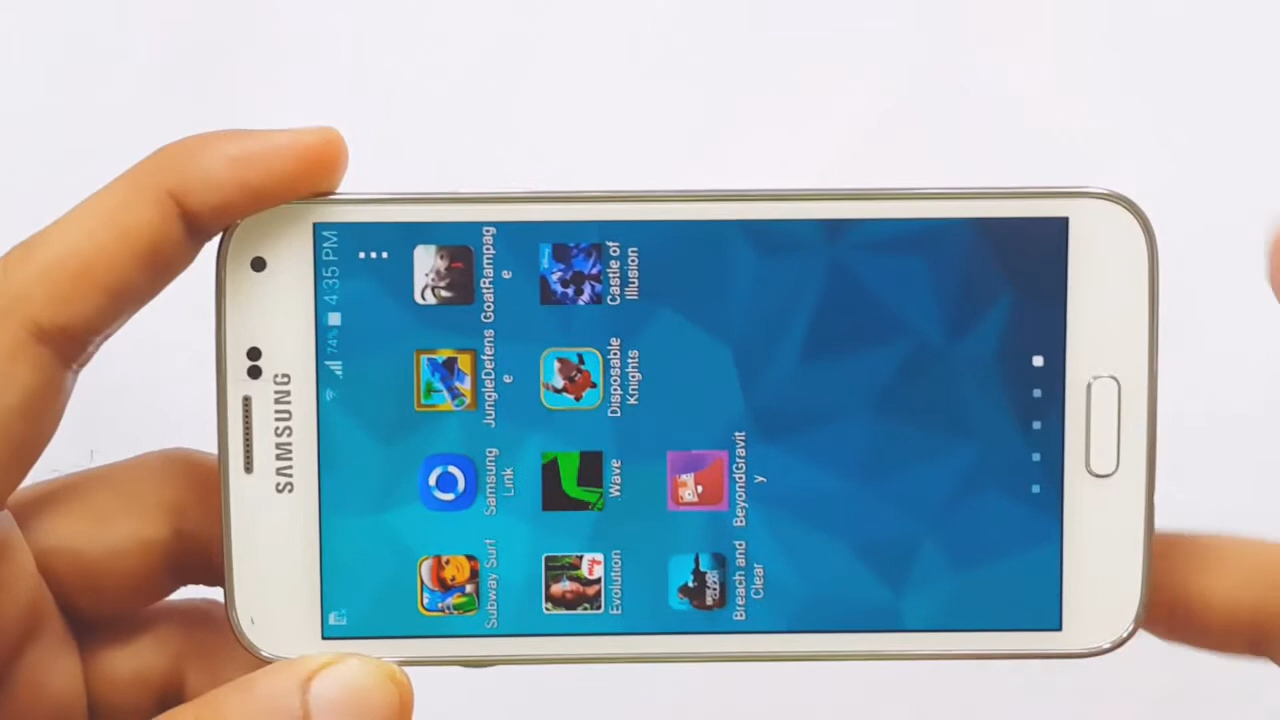 SAMSUNG
74% 4:35 PM
Subway Surf
Samsung
Link
JungleDefens
e
GoatRampag
e
Evolution
Wave
Disposable
Knights
Castle of
Illusion
Breach and
Clear
BeyondGravit
y